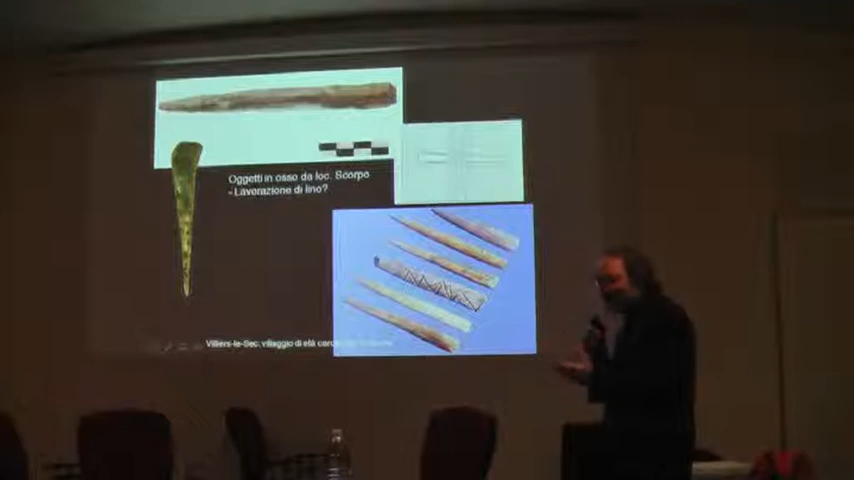 Oggetti in osso da loc. Scorpo
- Lavorazione di lino?
Villiers-le-Sec, villaggio di età